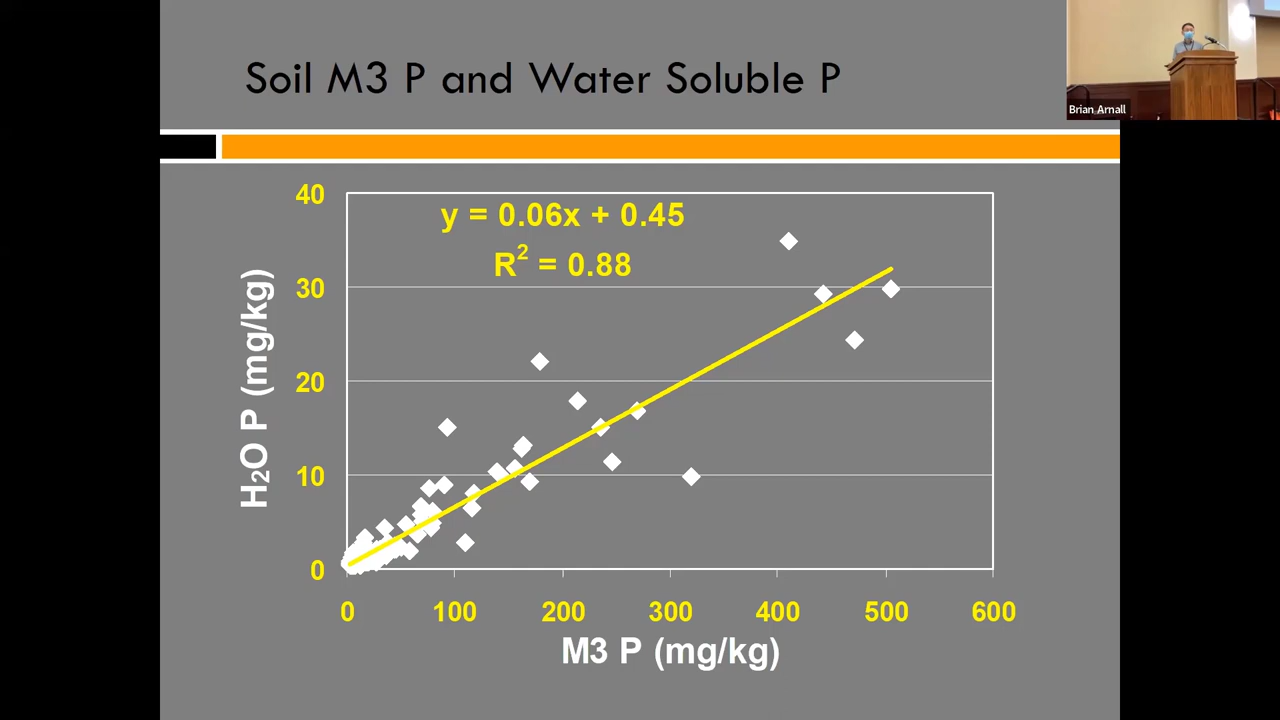 Soil M3 P and Water Soluble P
Brian Arnall
y = 0.06x + 0.45
R² = 0.88
H₂O P (mg/kg)
40
30
20
10
0
0 100 200 300 400 500 600
M3 P (mg/kg)